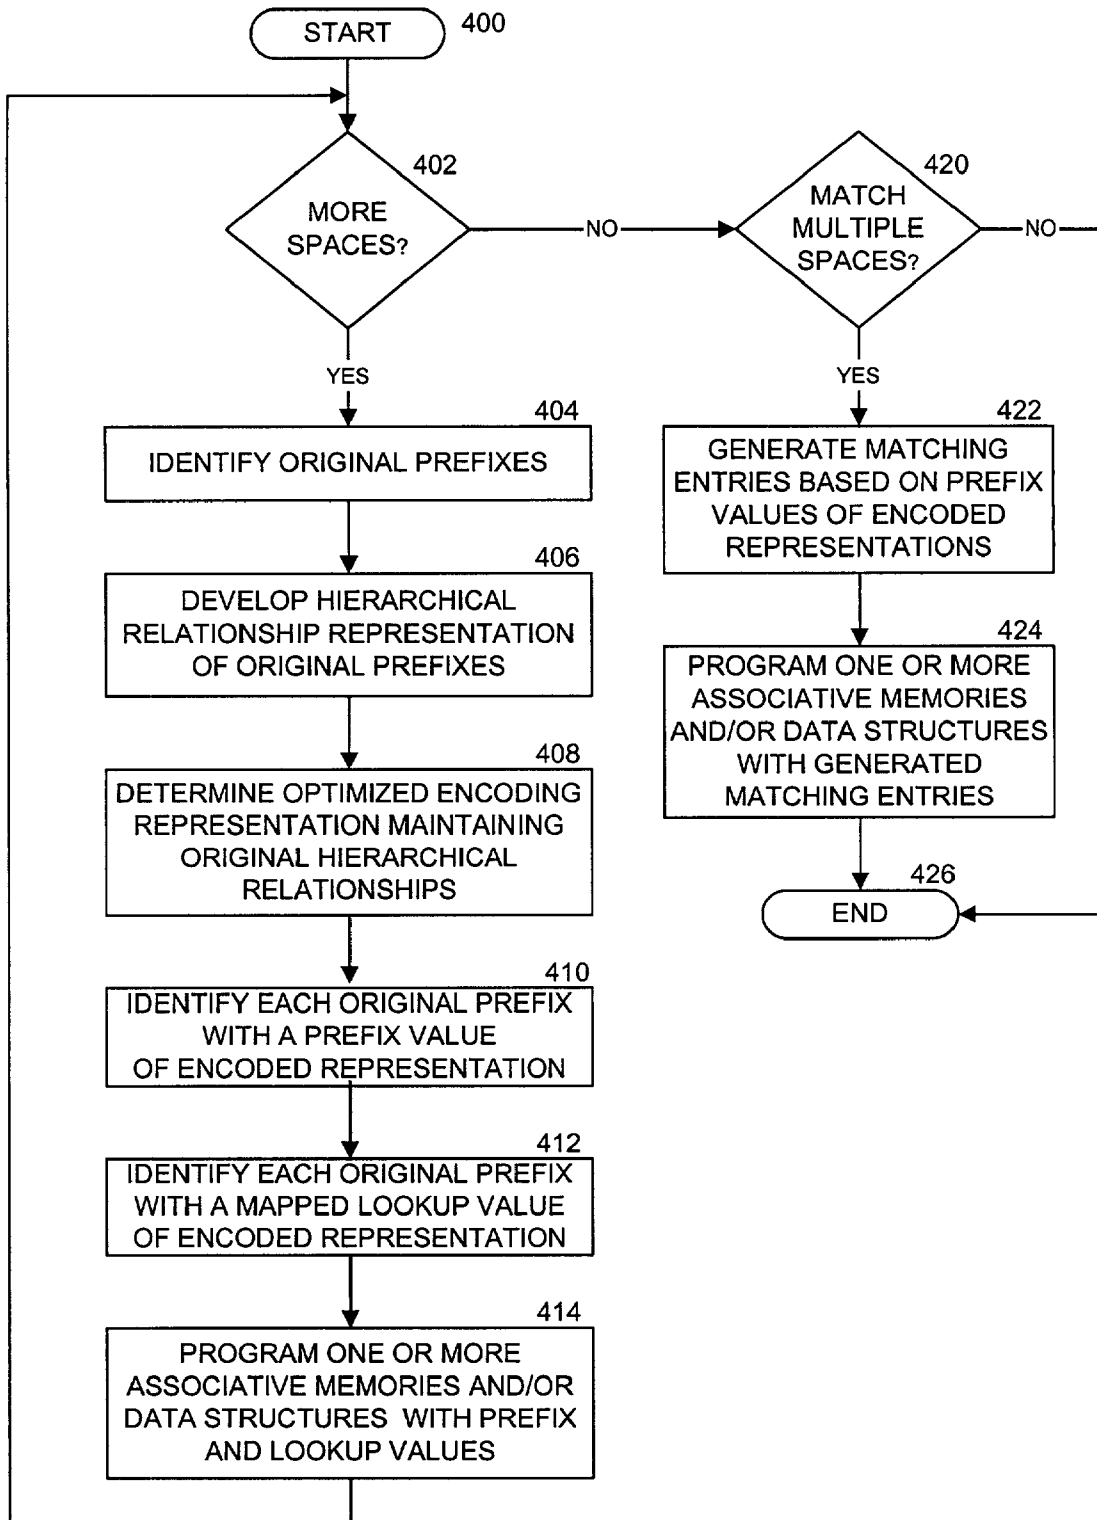 START
400
402
MORE
SPACES?
NO
420
MATCH
MULTIPLE
SPACES?
NO
YES
404
IDENTIFY ORIGINAL PREFIXES
406
DEVELOP HIERARCHICAL
RELATIONSHIP REPRESENTATION
OF ORIGINAL PREFIXES
408
DETERMINE OPTIMIZED ENCODING
REPRESENTATION MAINTAINING
ORIGINAL HIERARCHICAL
RELATIONSHIPS
410
IDENTIFY EACH ORIGINAL PREFIX
WITH A PREFIX VALUE
OF ENCODED REPRESENTATION
412
IDENTIFY EACH ORIGINAL PREFIX
WITH A MAPPED LOOKUP VALUE
OF ENCODED REPRESENTATION
414
PROGRAM ONE OR MORE
ASSOCIATIVE MEMORIES AND/OR
DATA STRUCTURES WITH PREFIX
AND LOOKUP VALUES
YES
422
GENERATE MATCHING
ENTRIES BASED ON PREFIX
VALUES OF ENCODED
REPRESENTATIONS
424
PROGRAM ONE OR MORE
ASSOCIATIVE MEMORIES
AND/OR DATA STRUCTURES
WITH GENERATED
MATCHING ENTRIES
426
END